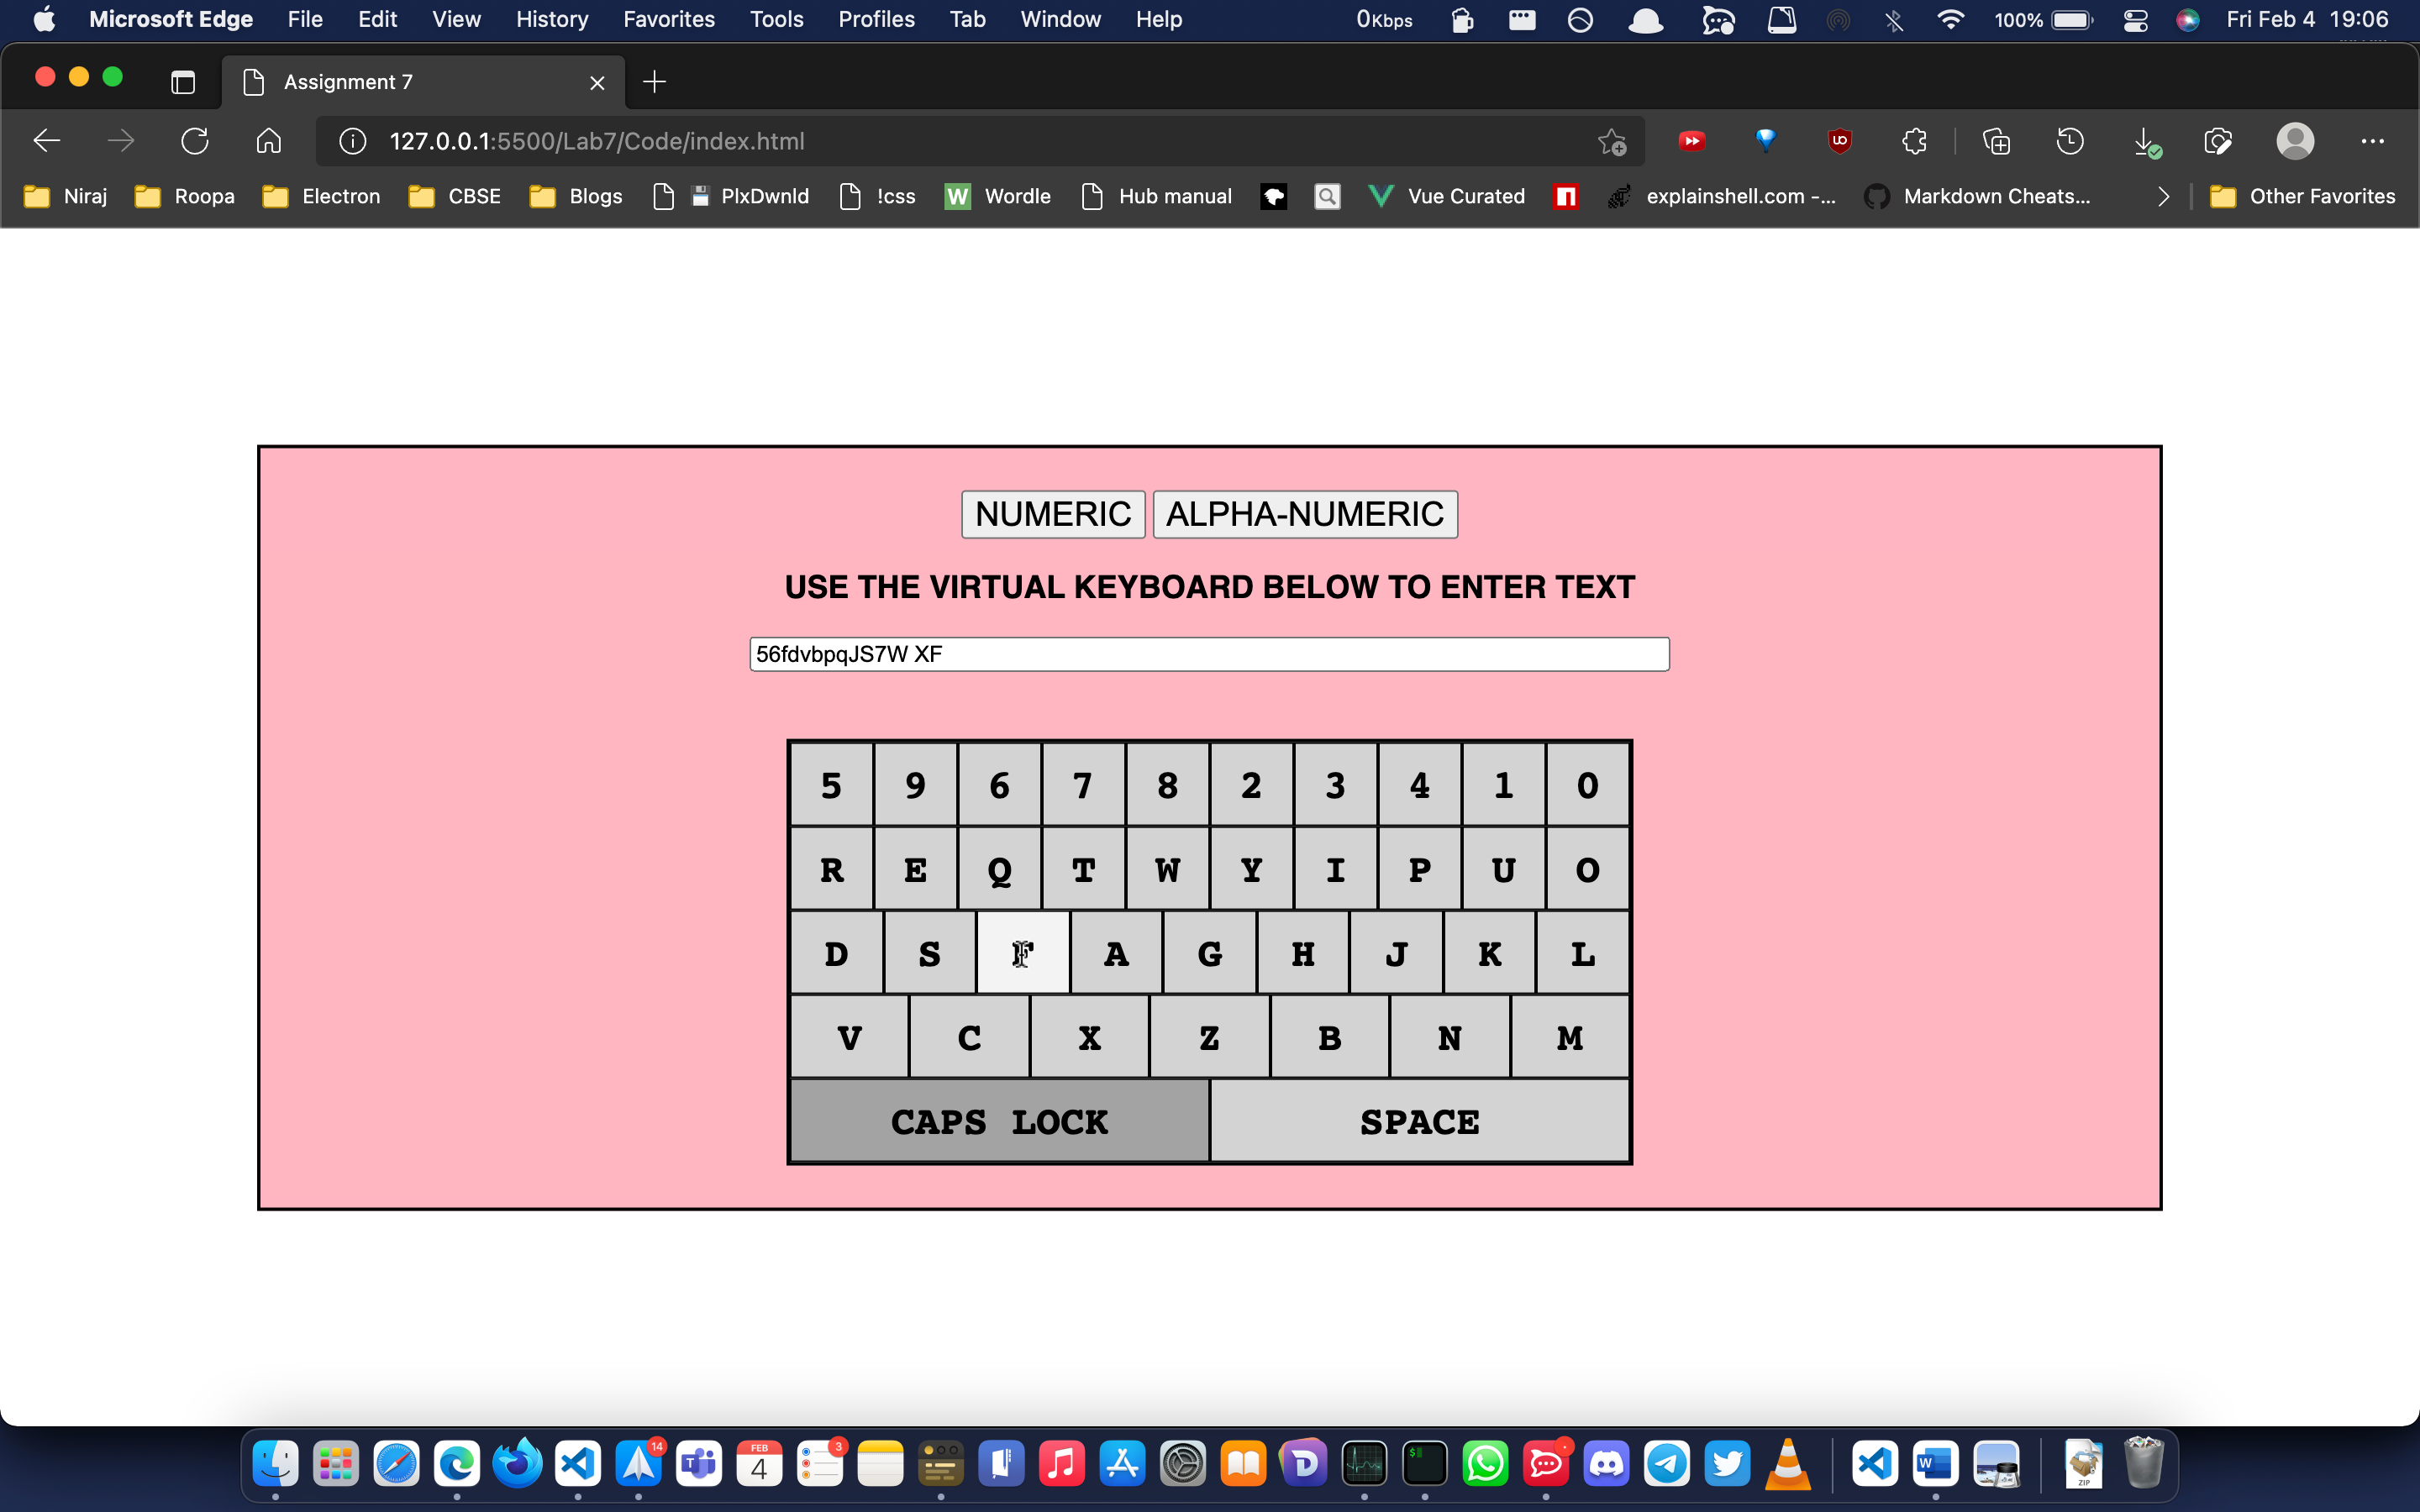 Microsoft Edge File Edit View History Favorites Tools Profiles Tab Window Help 0Kbps 100% Fri Feb 4 19:06
Assignment 7
127.0.0.1:5500/Lab7/Code/index.html
Niraj Roopa Electron CBSE Blogs PlxDwnld !css W Wordle Hub manual Vue Curated explainshell.com -... Markdown Cheats... Other Favorites
NUMERIC ALPHA-NUMERIC
USE THE VIRTUAL KEYBOARD BELOW TO ENTER TEXT
56fdvbpqJS7W XF
5 9 6 7 8 2 3 4 1 0
R E Q T W Y I P U O
D S F A G H J K L
V C X Z B N M
CAPS LOCK SPACE
14 FEB 4 3 ZIP